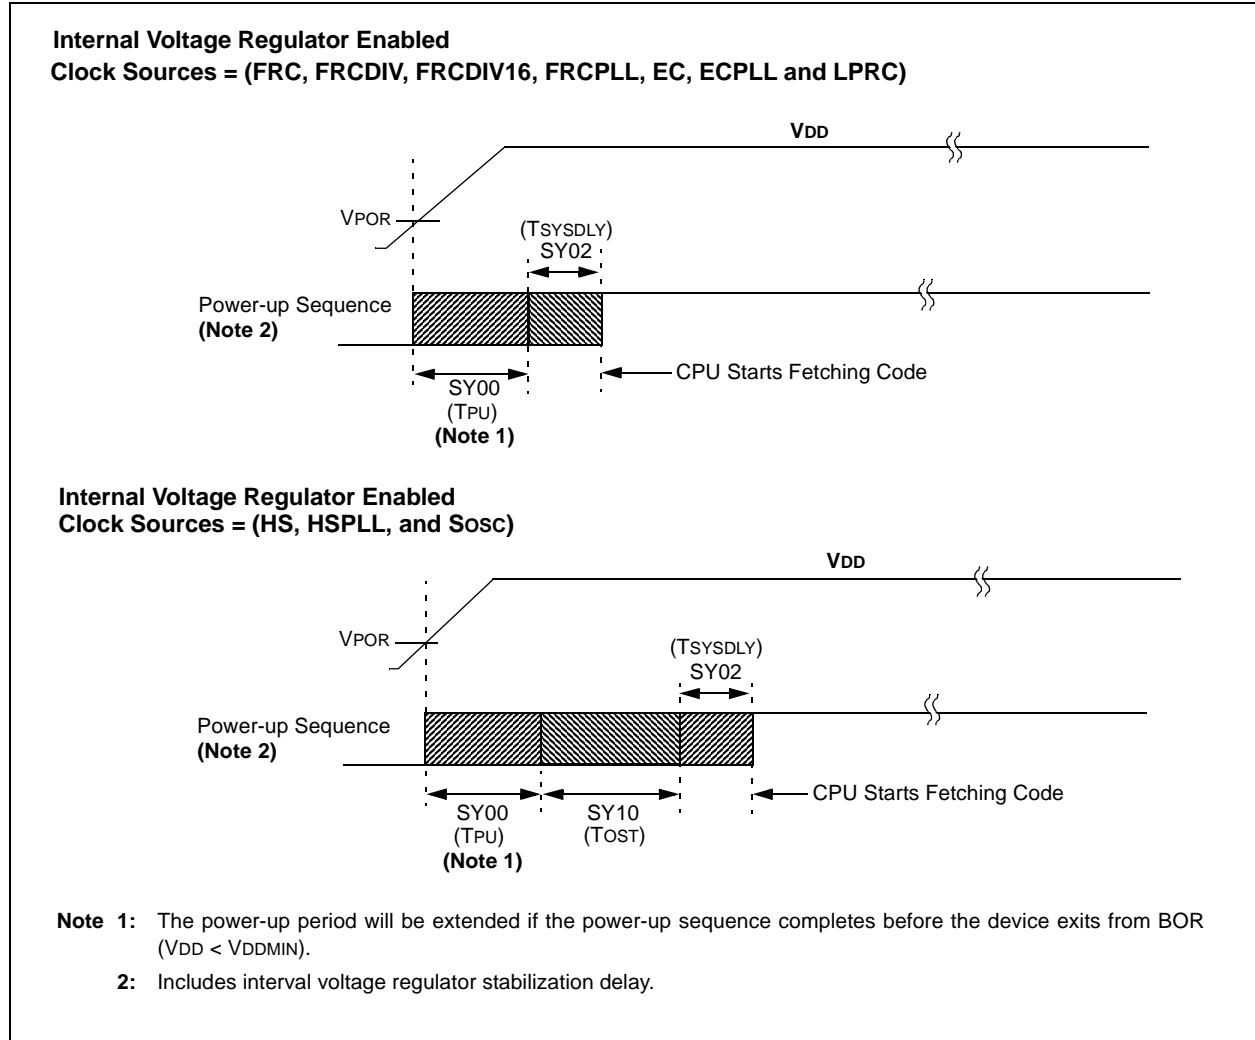 Internal Voltage Regulator Enabled
Clock Sources = (FRC, FRCDIV, FRCDIV16, FRCPLL, EC, ECPLL and LPRC)
VDD
VPOR
(TSYSDLY)
SY02
Power-up Sequence
(Note 2)
CPU Starts Fetching Code
SY00
(TPU)
(Note 1)
Internal Voltage Regulator Enabled
Clock Sources = (HS, HSPLL, and SOSC)
VDD
VPOR
(TSYSDLY)
SY02
Power-up Sequence
(Note 2)
CPU Starts Fetching Code
SY00
(TPU)
(Note 1)
SY10
(TOST)
Note 1: The power-up period will be extended if the power-up sequence completes before the device exits from BOR
(VDD < VDDMIN).
2: Includes interval voltage regulator stabilization delay.